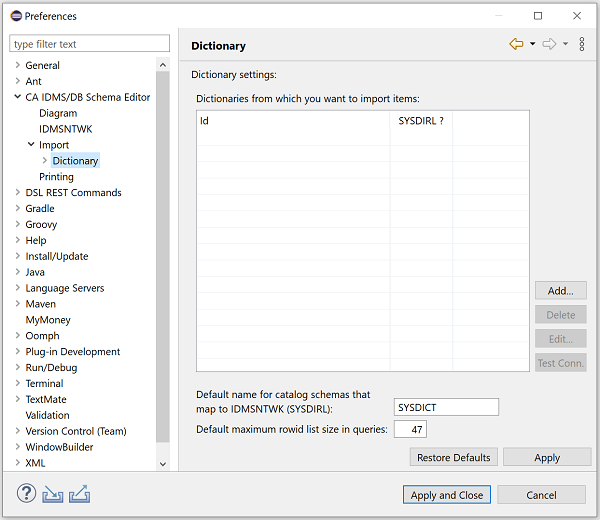 Preferences
type filter text
General
Ant
CA IDMS/DB Schema Editor
Diagram
IDMSNTWK
Import
Dictionary
Printing
DSL REST Commands
Gradle
Groovy
Help
Install/Update
Java
Language Servers
Maven
MyMoney
Oomph
Plug-in Development
Run/Debug
Terminal
TextMate
Validation
Version Control (Team)
WindowBuilder
XML
Dictionary
Dictionary settings:
Dictionaries from which you want to import items:
Id SYSDIRL ?
Add...
Delete
Edit...
Test Conn.
Default name for catalog schemas that
map to IDMSNTWK (SYSDIRL): SYSDICT
Default maximum rowid list size in queries: 47
Restore Defaults Apply
? Apply and Close Cancel